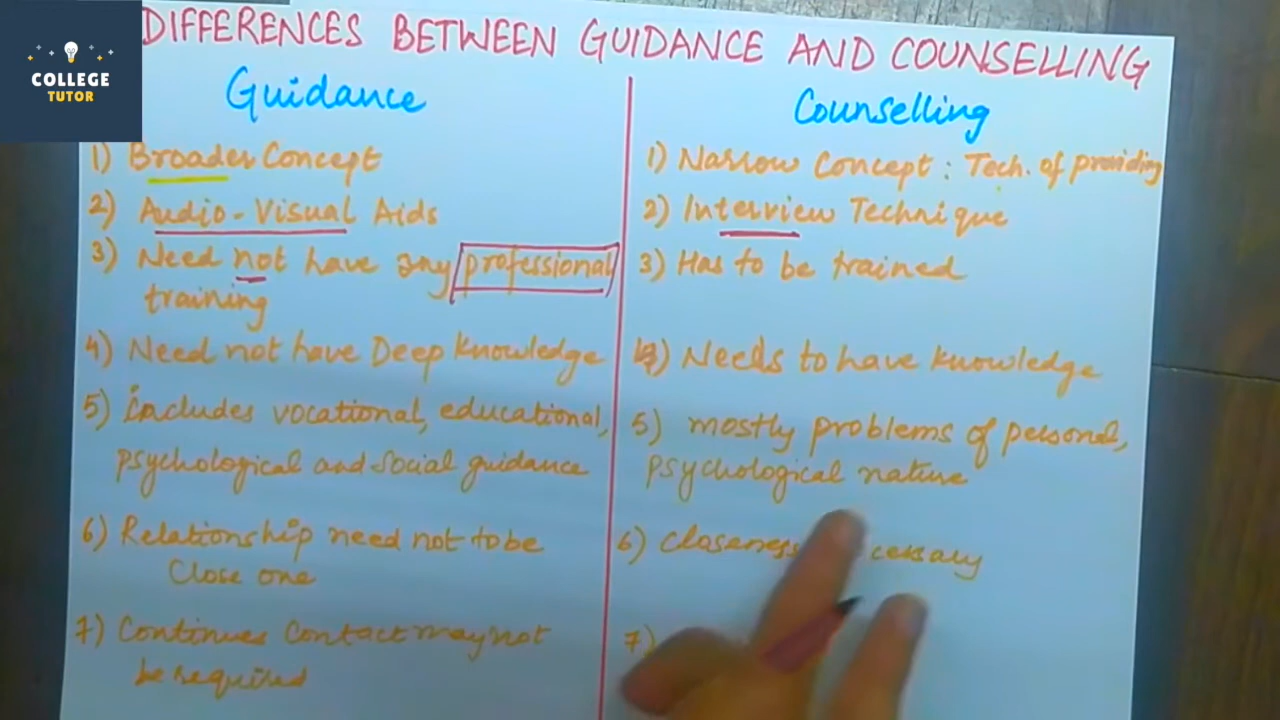 COLLEGE
TUTOR
DIFFERENCES BETWEEN GUIDANCE AND COUNSELLING
Guidance
1) Broader Concept
2) Audio-Visual Aids
3) Need not have any professional
training
4) Need not have Deep Knowledge
5) includes vocational, educational,
psychological and social guidance
6) Relationship need not to be
Close one
7) Continues Contact may not
be required
Counselling
1) Narrow Concept : Tech. of providing
2) Interview Technique
3) Has to be trained
4) Needs to have knowledge
5) mostly problems of personal,
psychological nature
6) Closeness
7)